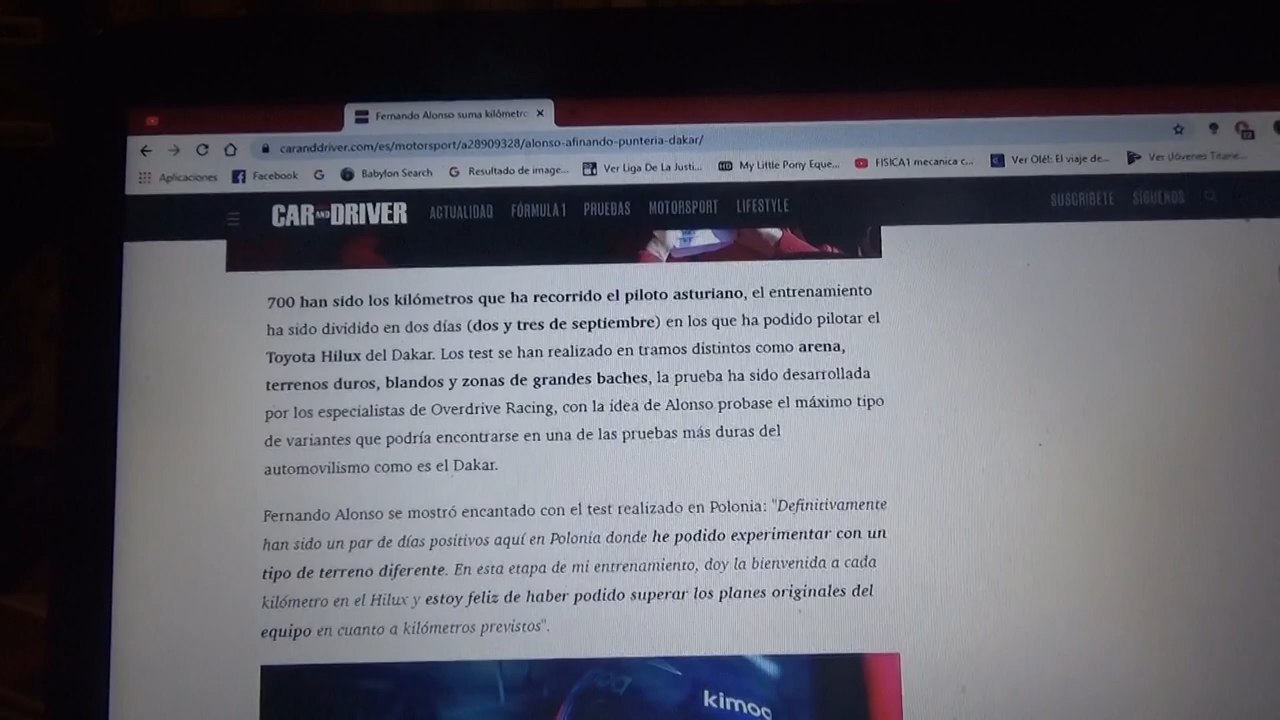 Fernando Alonso suma kilómetro
caranddriver.com/es/motorsport/a28909328/alonso-afinando-punteria-dakar/
Aplicaciones Facebook Babylon Search Resultado de image... Ver Liga De La Justi... My Little Pony Eque... FISICA1 mecanica c... Ver Olé!: El viaje de... Ver ¡Jóvenes Titane...
CAR AND DRIVER ACTUALIDAD FÓRMULA 1 PRUEBAS MOTORSPORT LIFESTYLE SUSCRÍBETE SÍGUENOS
700 han sido los kilómetros que ha recorrido el piloto asturiano, el entrenamiento
ha sido dividido en dos días (dos y tres de septiembre) en los que ha podido pilotar el
Toyota Hilux del Dakar. Los test se han realizado en tramos distintos como arena,
terrenos duros, blandos y zonas de grandes baches, la prueba ha sido desarrollada
por los especialistas de Overdrive Racing, con la idea de Alonso probase el máximo tipo
de variantes que podría encontrarse en una de las pruebas más duras del
automovilismo como es el Dakar.
Fernando Alonso se mostró encantado con el test realizado en Polonia: "Definitivamente
han sido un par de días positivos aquí en Polonia donde he podido experimentar con un
tipo de terreno diferente. En esta etapa de mi entrenamiento, doy la bienvenida a cada
kilómetro en el Hilux y estoy feliz de haber podido superar los planes originales del
equipo en cuanto a kilómetros previstos".
kimoa